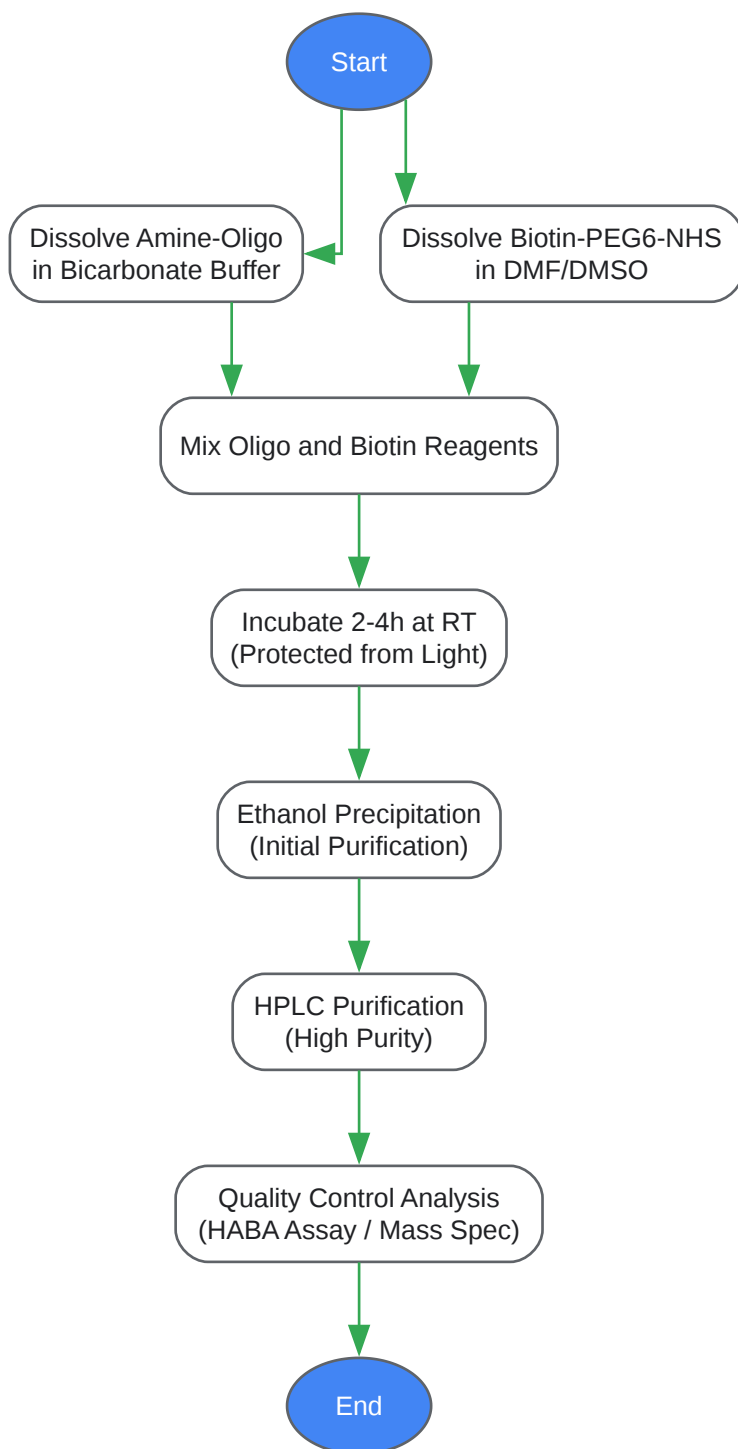 Start
Dissolve Amine-Oligo
in Bicarbonate Buffer
Dissolve Biotin-PEG6-NHS
in DMF/DMSO
Mix Oligo and Biotin Reagents
Incubate 2-4h at RT
(Protected from Light)
Ethanol Precipitation
(Initial Purification)
HPLC Purification
(High Purity)
Quality Control Analysis
(HABA Assay / Mass Spec)
End